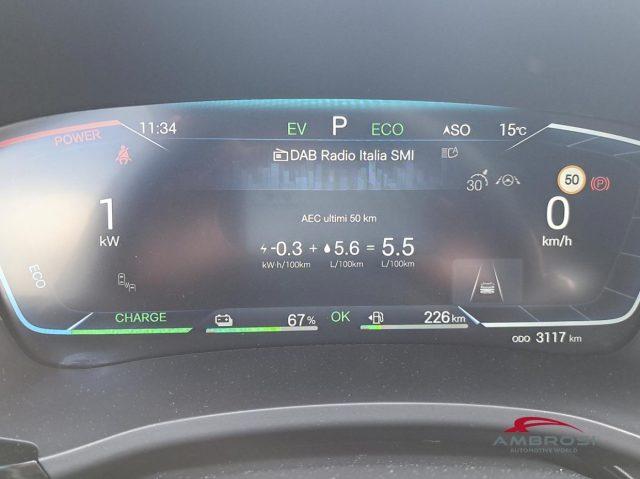 POWER
11:34 EV P ECO SO 15°C
DAB Radio Italia SMI
30
50
P
AEC ultimi 50 km
1
kW
-0.3 + 5.6 = 5.5
kW·h/100km L/100km L/100km
0
km/h
ECO
CHARGE 67% OK 226 km
ODO 3117 km
AMBROSI
AUTOMOTIVE WORLD